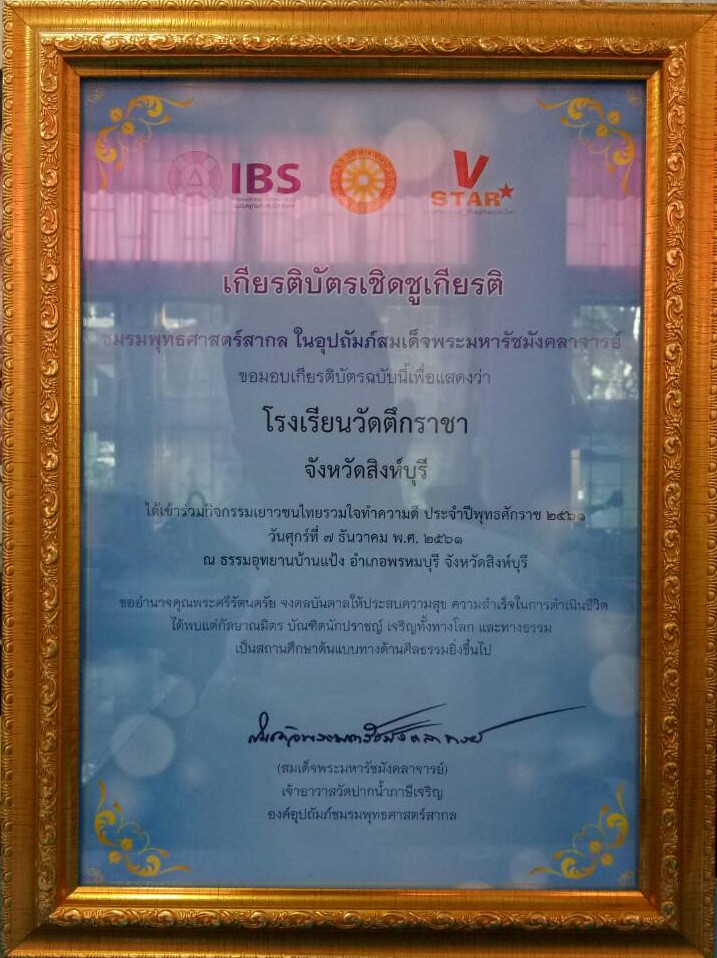 IBS
V
STAR
เกียรติบัตรเชิดชูเกียรติ
ชมรมพุทธศาสตร์สากล ในอุปถัมภ์สมเด็จพระมหารัชมังคลาจารย์
ขอมอบเกียรติบัตรฉบับนี้เพื่อแสดงว่า
โรงเรียนวัดตึกราชา
จังหวัดสิงห์บุรี
ได้เข้าร่วมกิจกรรมเยาวชนไทยรวมใจทำความดี ประจำปีพุทธศักราช ๒๕๖๑
วันศุกร์ที่ ๗ ธันวาคม พ.ศ. ๒๕๖๑
ณ ธรรมอุทยานบ้านแป้ง อำเภอพรหมบุรี จังหวัดสิงห์บุรี
ขออำนาจคุณพระศรีรัตนตรัย จงดลบันดาลให้ประสบความสุข ความสำเร็จในการดำเนินชีวิต
ได้พบแต่กัลยาณมิตร บัณฑิตนักปราชญ์ เจริญทั้งทางโลก และทางธรรม
เป็นสถานศึกษาต้นแบบทางด้านศีลธรรมยิ่งขึ้นไป
(สมเด็จพระมหารัชมังคลาจารย์)
เจ้าอาวาสวัดปากน้ำภาษีเจริญ
องค์อุปถัมภ์ชมรมพุทธศาสตร์สากล